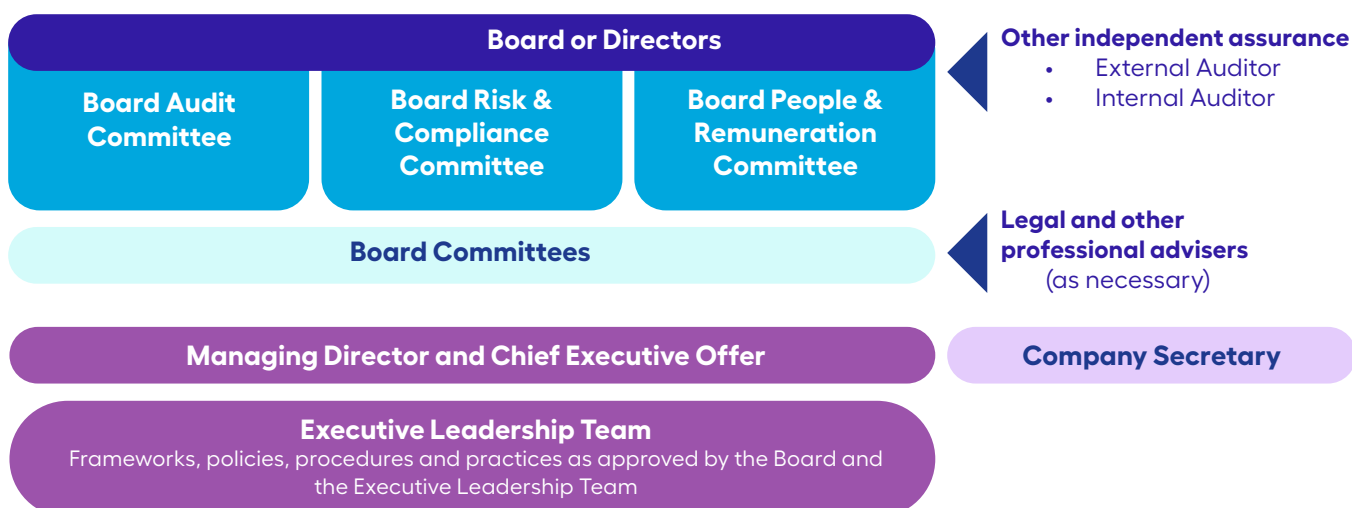 Board or Directors
Board Audit
Committee
Board Risk &
Compliance
Committee
Board People &
Remuneration
Committee
Other independent assurance
• External Auditor
• Internal Auditor
Board Committees
Legal and other
professional advisers
(as necessary)
Managing Director and Chief Executive Offer
Company Secretary
Executive Leadership Team
Frameworks, policies, procedures and practices as approved by the Board and
the Executive Leadership Team